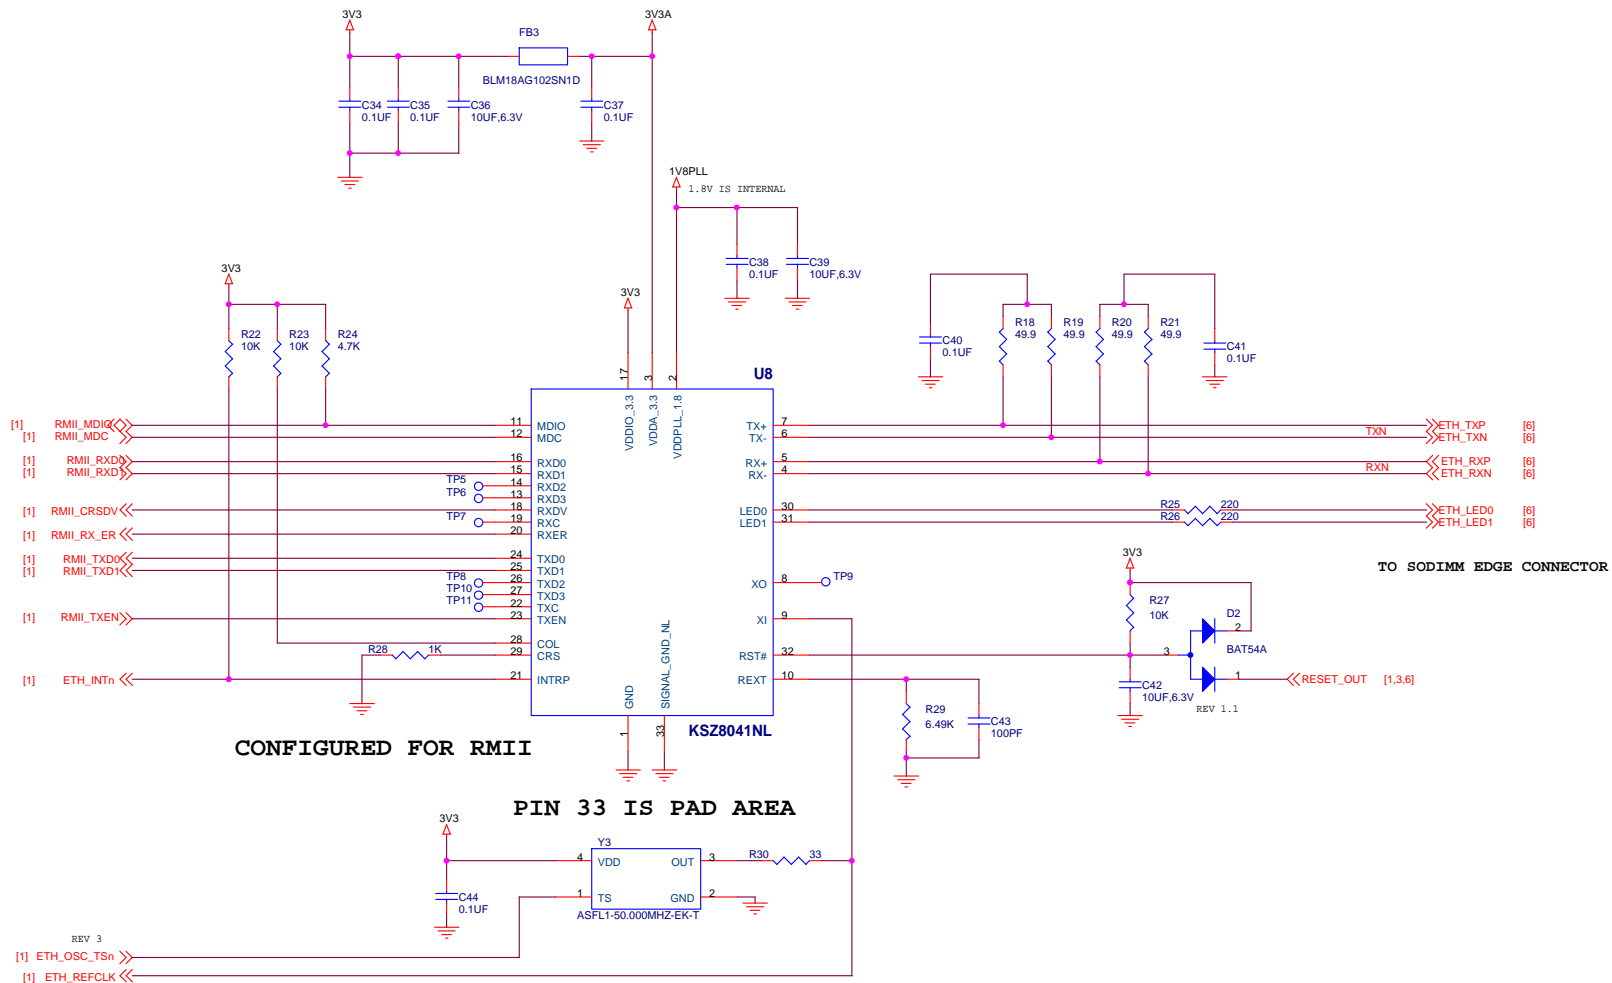 3V3
3V3A
FB3
BLM18AG102SN1D
C34
0.1UF
C35
0.1UF
C36
10UF,6.3V
C37
0.1UF
1V8PLL
1.8V IS INTERNAL
C38
0.1UF
C39
10UF,6.3V
3V3
3V3
R22
10K
R23
10K
R24
4.7K
C40
0.1UF
R18
49.9
R19
49.9
R20
49.9
R21
49.9
C41
0.1UF
U8
17
3
2
VDDIO_3.3
VDDA_3.3
VDDPLL_1.8
[1] RMII_MDIO 11 MDIO
[1] RMII_MDC 12 MDC
[1] RMII_RXD0 16 RXD0
[1] RMII_RXD1 15 RXD1
TP5 14 RXD2
TP6 13 RXD3
[1] RMII_CRSDV 18 RXDV
TP7 19 RXC
[1] RMII_RX_ER 20 RXER
[1] RMII_TXD0 24 TXD0
[1] RMII_TXD1 25 TXD1
TP8 26 TXD2
TP10 27 TXD3
TP11 22 TXC
[1] RMII_TXEN 23 TXEN
28 COL
R28 1K 29 CRS
[1] ETH_INTn 21 INTRP
TX+ 7 ETH_TXP [6]
TX- 6 TXN ETH_TXN [6]
RX+ 5 ETH_RXP [6]
RX- 4 RXN ETH_RXN [6]
LED0 30 R25 220 ETH_LED0 [6]
LED1 31 R26 220 ETH_LED1 [6]
XO 8 TP9
XI 9
RST# 32
REXT 10
GND
SIGNAL_GND_NL
1
33
KSZ8041NL
TO SODIMM EDGE CONNECTOR
3V3
R27
10K
D2
2
3
BAT54A
1
RESET_OUT [1,3,6]
C42
10UF,6.3V
REV 1.1
R29
6.49K
C43
100PF
CONFIGURED FOR RMII
PIN 33 IS PAD AREA
3V3
Y3
4 VDD OUT 3 R30 33
1 TS GND 2
ASFL1-50.000MHZ-EK-T
C44
0.1UF
REV 3
[1] ETH_OSC_TSn
[1] ETH_REFCLK